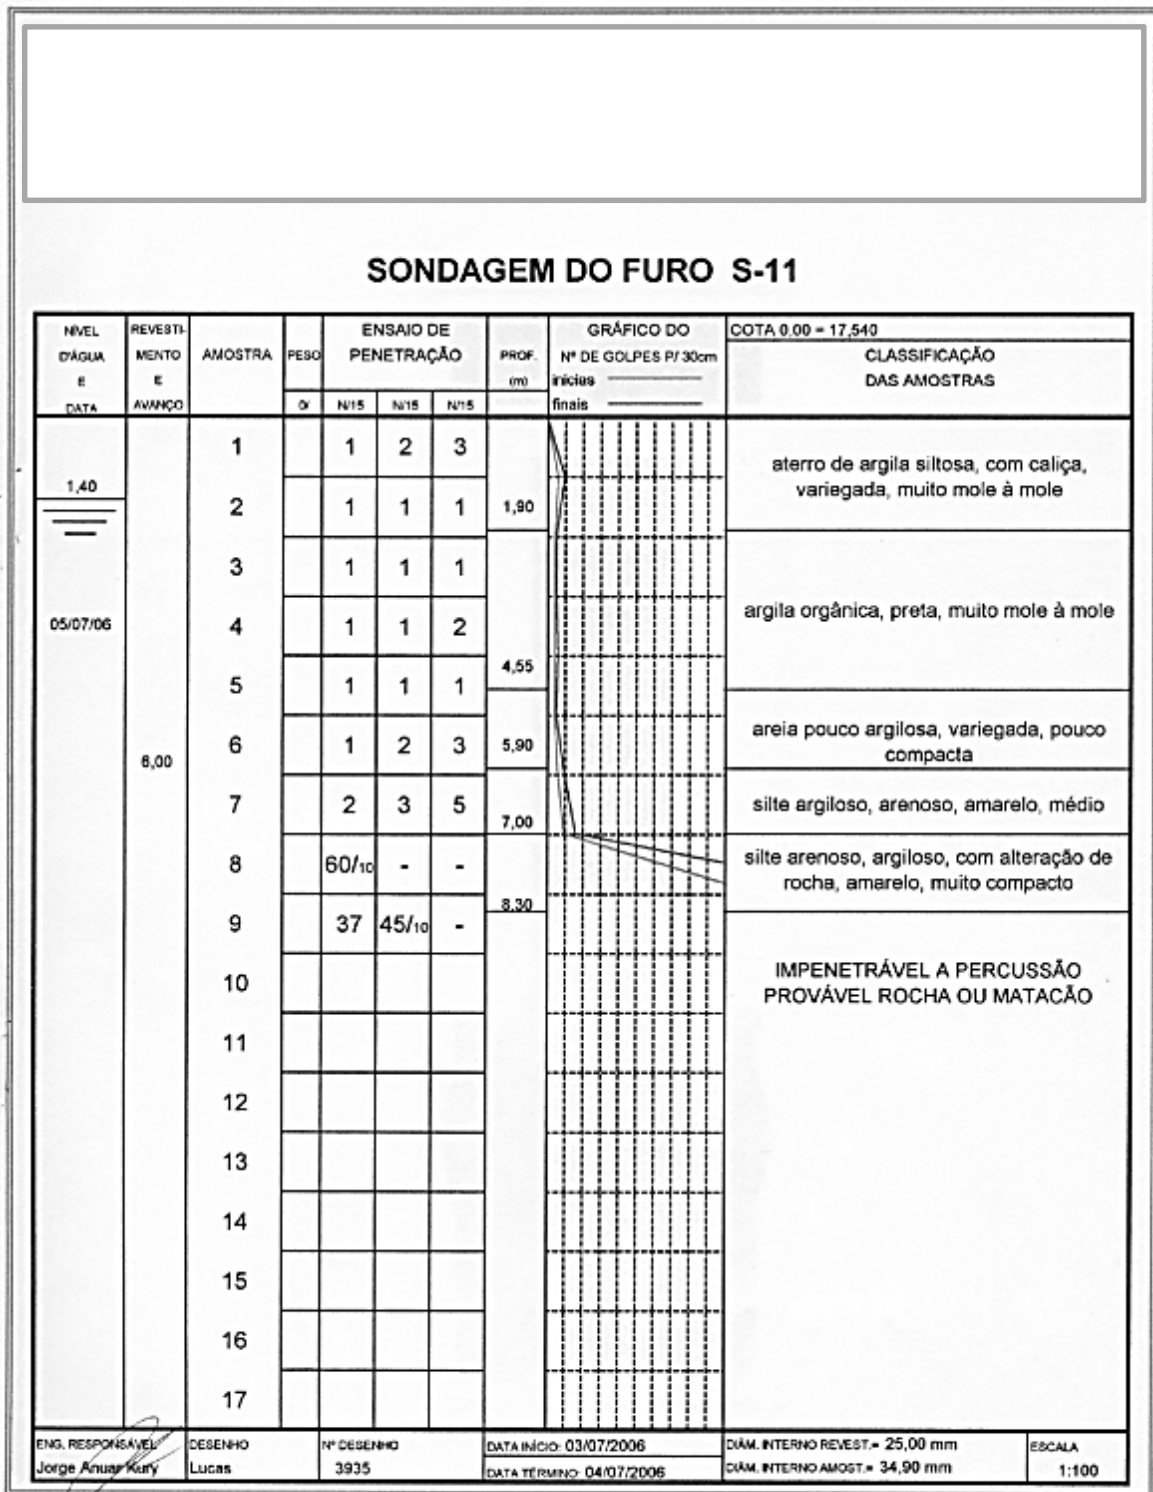 SONDAGEM DO FURO S-11
NÍVEL D'ÁGUA E DATA
REVESTI- MENTO E AVANÇO
AMOSTRA
PESO
ENSAIO DE PENETRAÇÃO
PROF. (m)
GRÁFICO DO
Nº DE GOLPES P/ 30cm
inícias
finais
COTA 0,00 = 17,540
CLASSIFICAÇÃO
DAS AMOSTRAS
0/ N/15 N/15 N/15
1 1 2 3
aterro de argila siltosa, com caliça,
variegada, muito mole à mole
1,40
2 1 1 1 1,90
3 1 1 1
argila orgânica, preta, muito mole à mole
05/07/06
4 1 1 2
4,55
5 1 1 1
areia pouco argilosa, variegada, pouco
compacta
6 1 2 3 5,90
6,00
7 2 3 5 7,00
silte argiloso, arenoso, amarelo, médio
8 60/10 - -
silte arenoso, argiloso, com alteração de
rocha, amarelo, muito compacto
8,30
9 37 45/10 -
10
IMPENETRÁVEL A PERCUSSÃO
PROVÁVEL ROCHA OU MATACÃO
11
12
13
14
15
16
17
ENG. RESPONSÁVEL
Jorge Anuar Kury
DESENHO
Lucas
Nº DESENHO
3935
DATA INÍCIO: 03/07/2006
DATA TÉRMINO: 04/07/2006
DIÂM. INTERNO REVEST.= 25,00 mm
DIÂM. INTERNO AMOST.= 34,90 mm
ESCALA
1:100